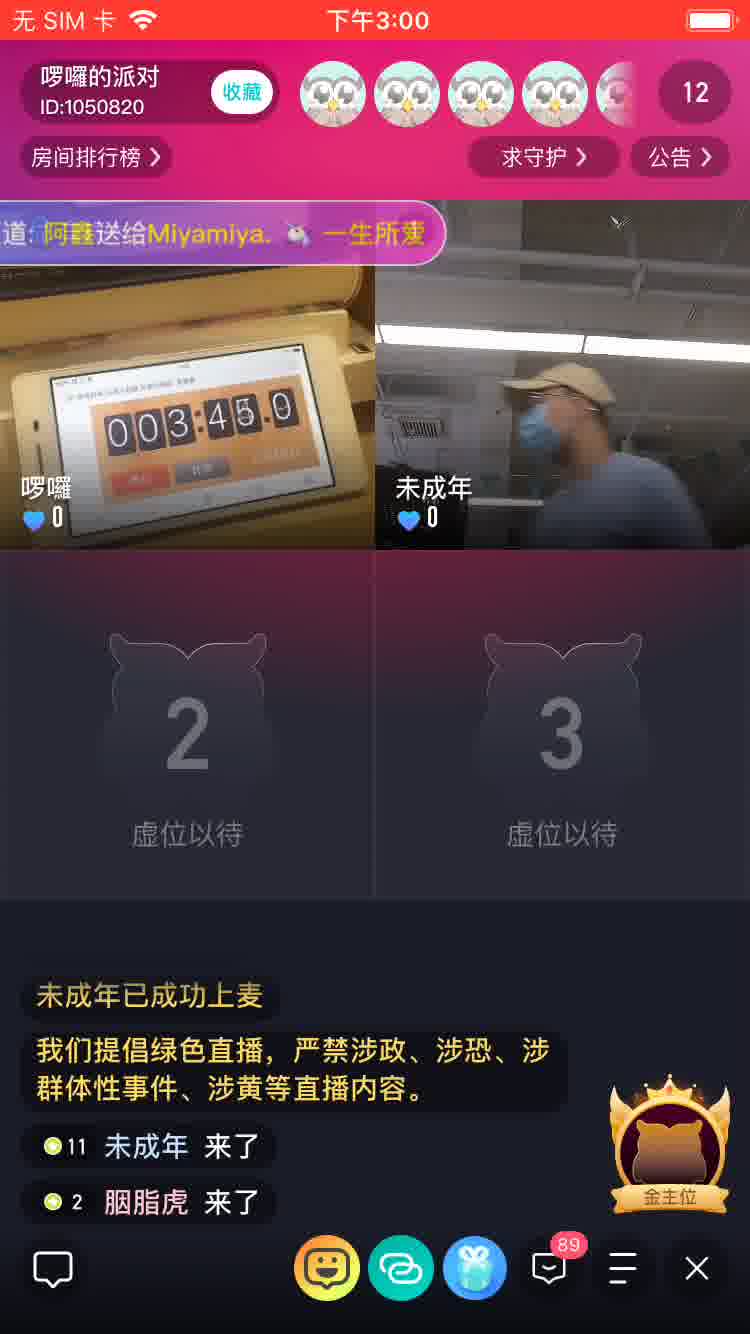 无 SIM 卡
下午3:00
啰囉的派对
ID:1050820
收藏
12
房间排行榜
求守护
公告
道:
阿鑫送给Miyamiya. 一生所爱
003:45.0
啰囉
0
未成年
0
2
虚位以待
3
虚位以待
未成年已成功上麦
我们提倡绿色直播，严禁涉政、涉恐、涉
群体性事件、涉黄等直播内容。
11 未成年 来了
2 胭脂虎 来了
金主位
89